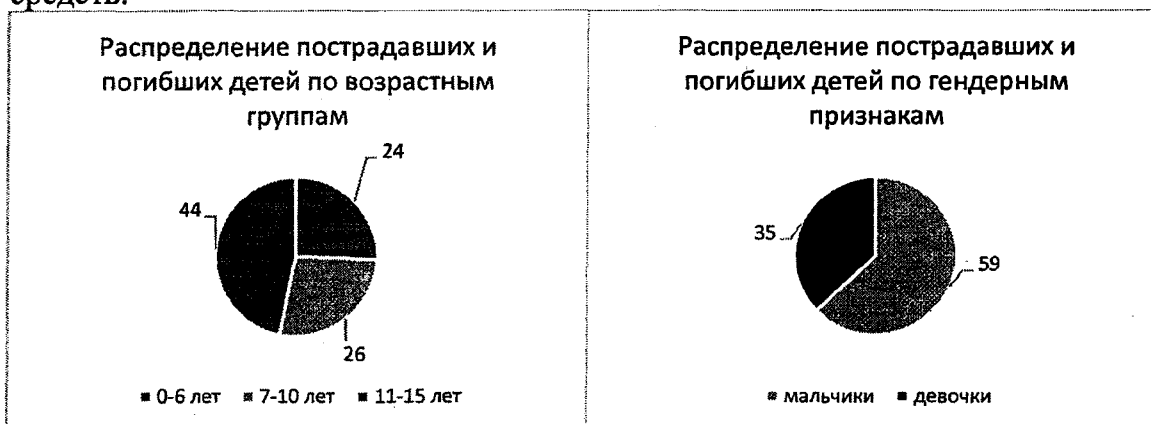 средств.
Распределение пострадавших и
погибших детей по возрастным
группам
24
44
26
0-6 лет 7-10 лет 11-15 лет
Распределение пострадавших и
погибших детей по гендерным
признакам
35
59
мальчики девочки